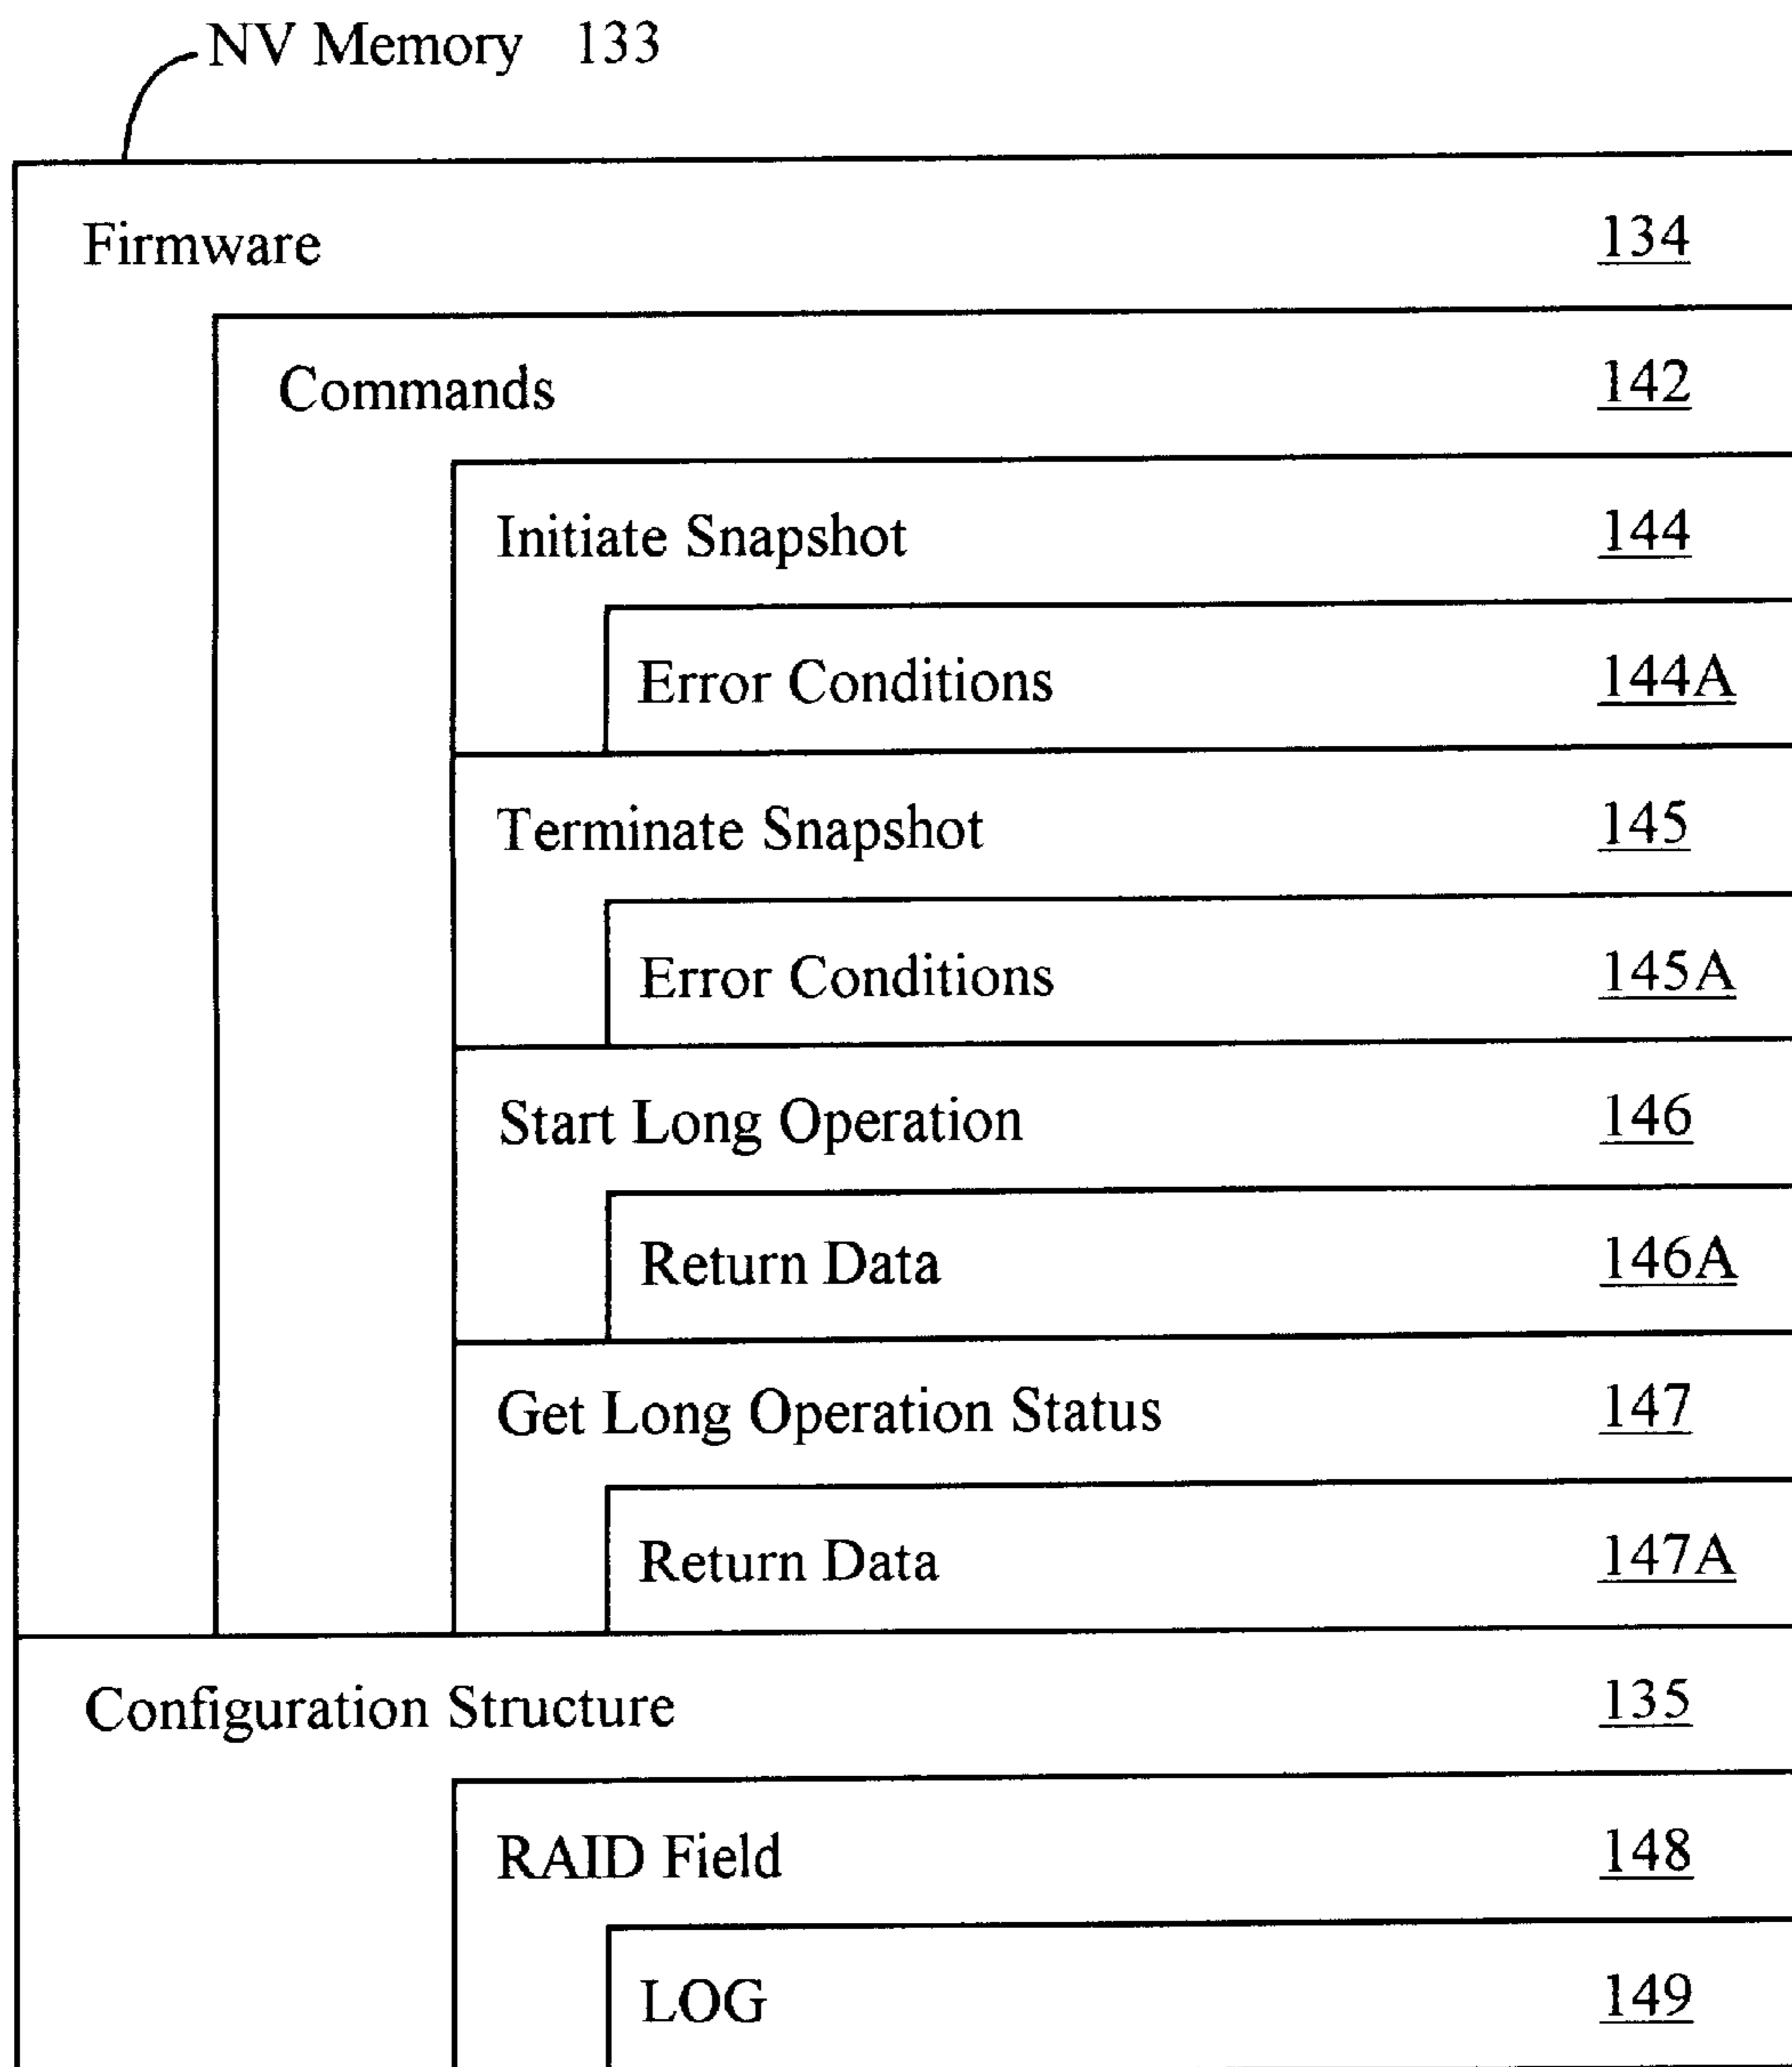 NV Memory 133
Firmware 134
Commands 142
Initiate Snapshot 144
Error Conditions 144A
Terminate Snapshot 145
Error Conditions 145A
Start Long Operation 146
Return Data 146A
Get Long Operation Status 147
Return Data 147A
Configuration Structure 135
RAID Field 148
LOG 149